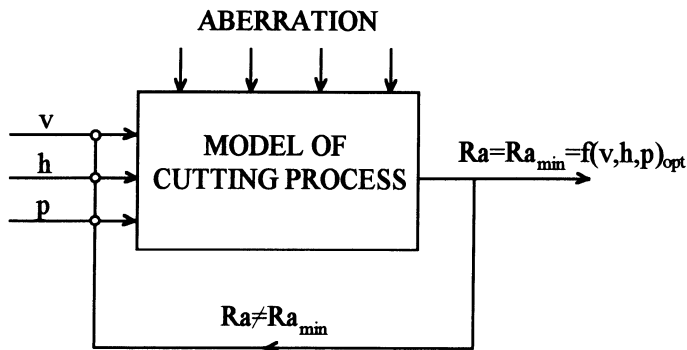 ABERRATION
v
h
p
MODEL OF
CUTTING PROCESS
Ra=Ra_min=f(v,h,p)_opt
Ra≠Ra_min